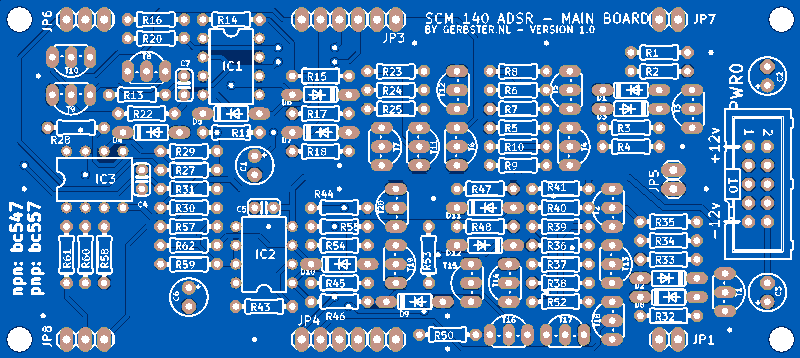 SCM 140 ADSR - MAIN BOARD
BY GERBSTER.NL - VERSION 1.0
JP6
R16
R14
JP3
JP7
R20
IC1
R1
T10
T8
C7
R15
R23
R8
R2
C2
PWR0
R13
D6
R24
T12
R6
T5
D1
T9
R22
D5
R17
R25
R7
D3
T3
R28
D4
D7
R5
R3
+12v
1 2
R29
R18
T7
T11
T6
R10
R4
R27
C1
R9
IC3
R31
R47
R41
JP5
10
C4
R30
C5
R44
T20
D11
R40
T2
npn: bc547
pnp: bc557
R57
R55
R48
R39
R35
-12v
R61
R60
R58
R62
IC2
R54
R53
D12
R36
R34
R59
D10
T19
T15
T14
R37
T13
R33
C6
R45
R38
D2
T1
C3
R43
R46
D9
R52
D8
JP8
JP4
R50
T16
T17
T18
R32
JP1